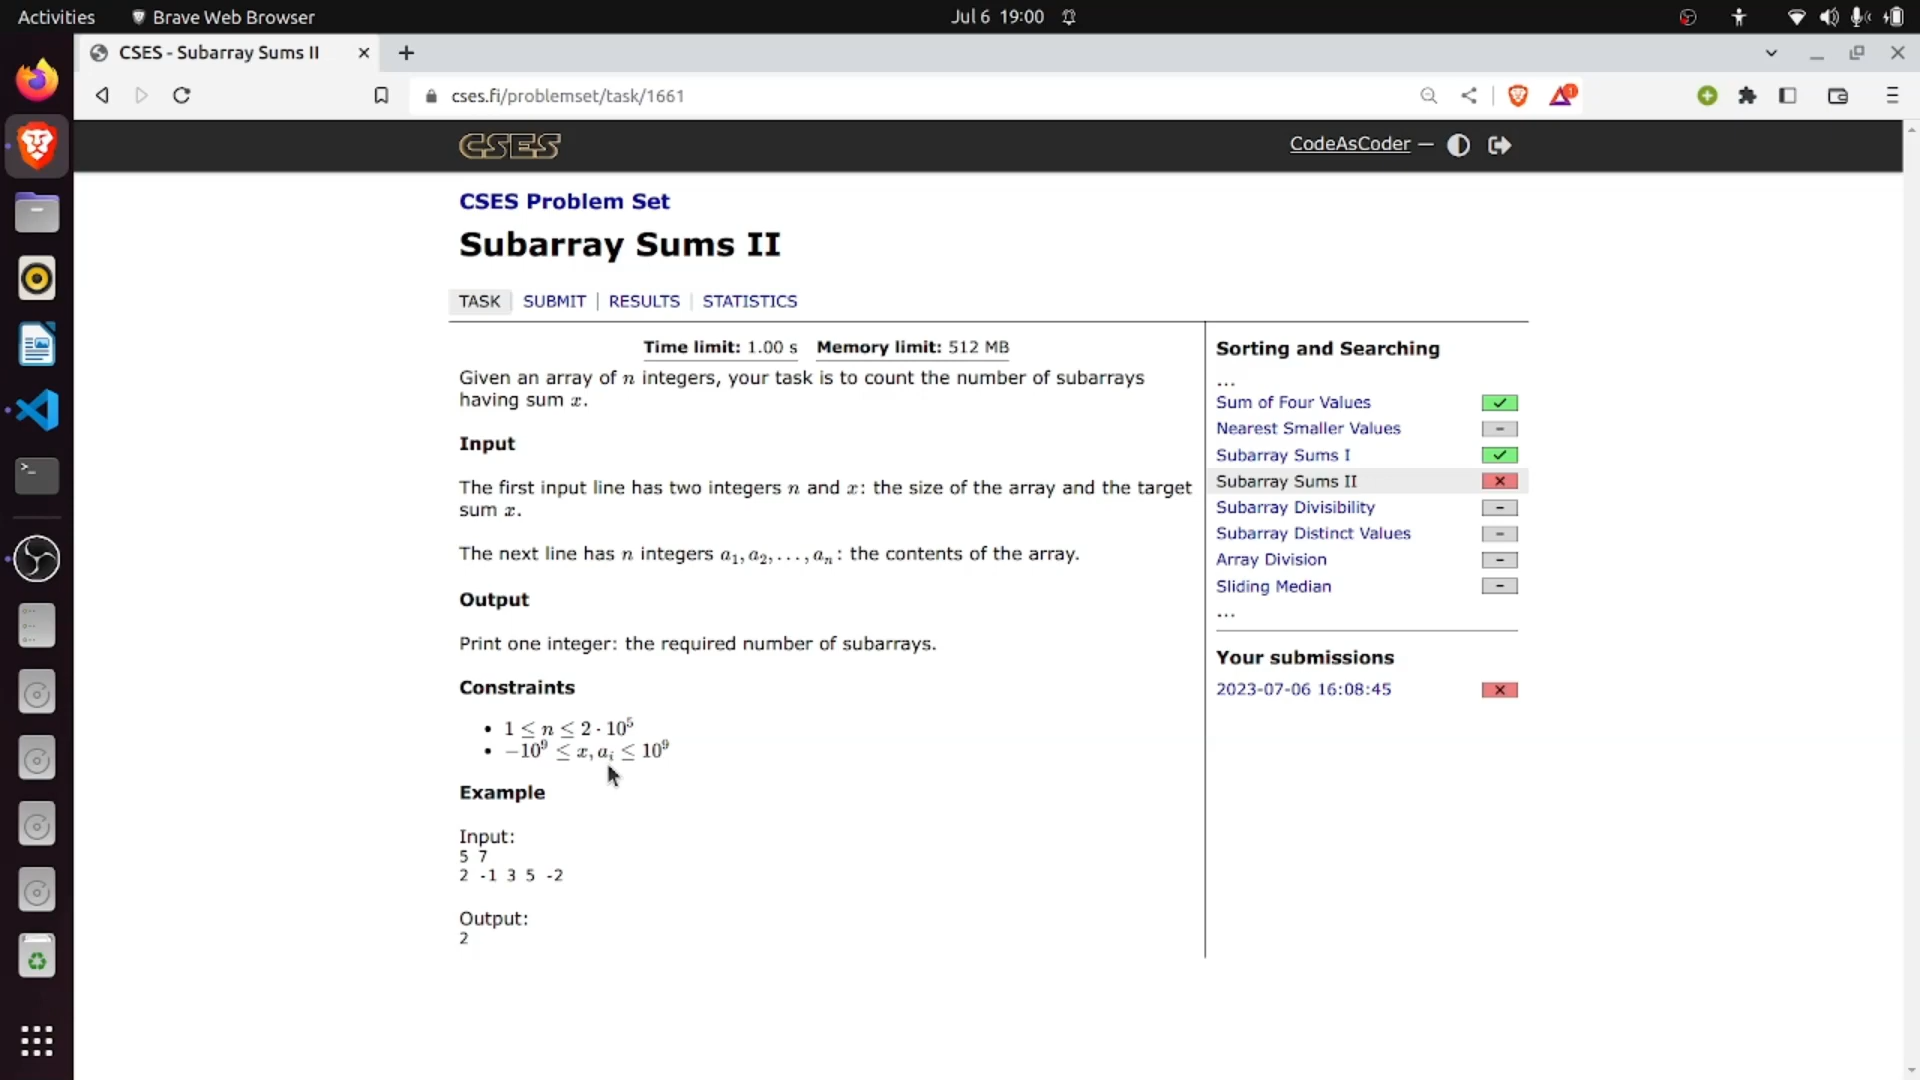 Activities
Brave Web Browser
Jul 6 19:00
CSES - Subarray Sums II
cses.fi/problemset/task/1661
1
CSES
CodeAsCoder —
CSES Problem Set
Subarray Sums II
TASK
SUBMIT
RESULTS
STATISTICS
Time limit: 1.00 s Memory limit: 512 MB
Given an array of n integers, your task is to count the number of subarrays
having sum x.
Input
The first input line has two integers n and x: the size of the array and the target
sum x.
The next line has n integers a₁, a₂, . . . , aₙ: the contents of the array.
Output
Print one integer: the required number of subarrays.
Constraints
• 1 ≤ n ≤ 2 · 10⁵
• −10⁹ ≤ x, aᵢ ≤ 10⁹
Example
Input:
5 7
2 -1 3 5 -2
Output:
2
Sorting and Searching
...
Sum of Four Values
Nearest Smaller Values
Subarray Sums I
Subarray Sums II
Subarray Divisibility
Subarray Distinct Values
Array Division
Sliding Median
...
Your submissions
2023-07-06 16:08:45